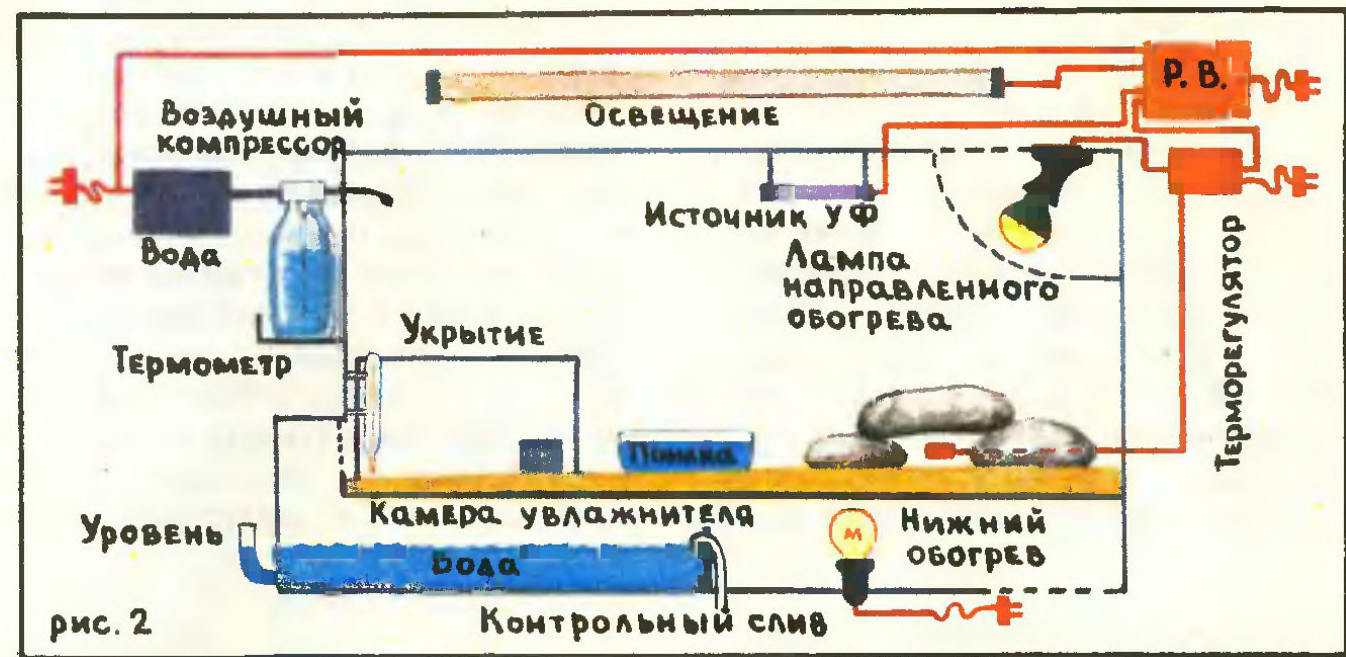 Р. В.
Освещение
Воздушный
компрессор
Источник УФ
Вода
Лампа
направленного
обогрева
Терморегулятор
Укрытие
Термометр
Поилка
Камера увлажнителя
Уровень
Нижний
обогрев
М
Вода
Контрольный слив
рис. 2